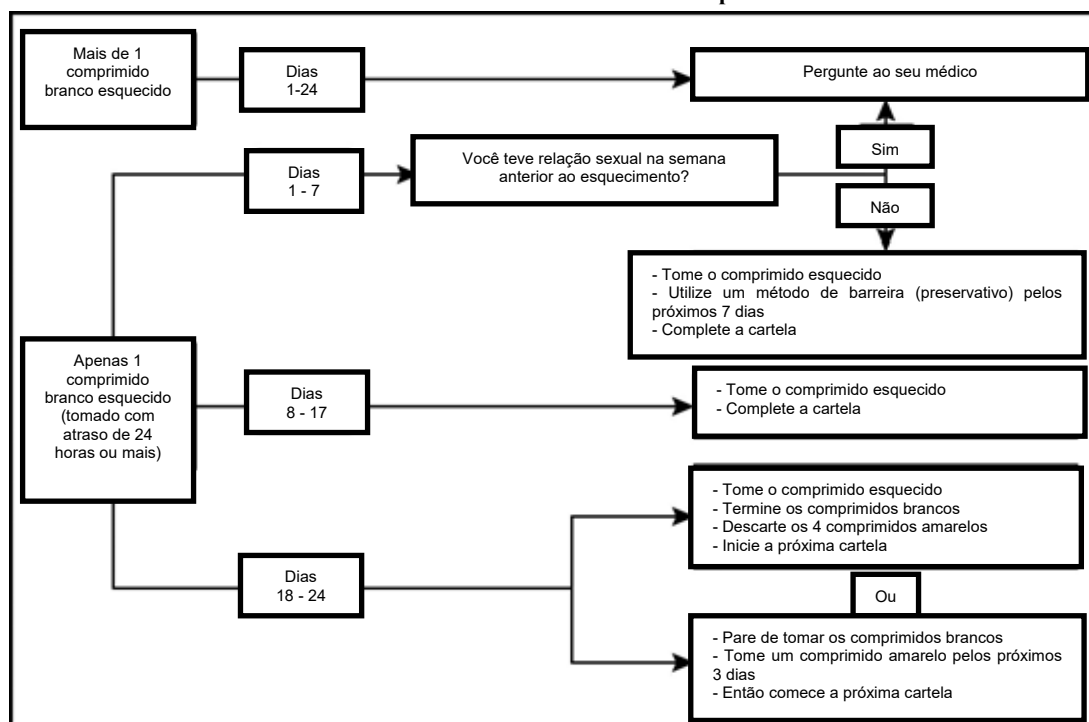 Mais de 1
comprimido
branco esquecido
Dias
1-24
Pergunte ao seu médico
Sim
Dias
1 - 7
Você teve relação sexual na semana
anterior ao esquecimento?
Não
- Tome o comprimido esquecido
- Utilize um método de barreira (preservativo) pelos
próximos 7 dias
- Complete a cartela
Apenas 1
comprimido
branco esquecido
(tomado com
atraso de 24
horas ou mais)
Dias
8 - 17
- Tome o comprimido esquecido
- Complete a cartela
Dias
18 - 24
- Tome o comprimido esquecido
- Termine os comprimidos brancos
- Descarte os 4 comprimidos amarelos
- Inicie a próxima cartela
Ou
- Pare de tomar os comprimidos brancos
- Tome um comprimido amarelo pelos próximos
3 dias
- Então comece a próxima cartela